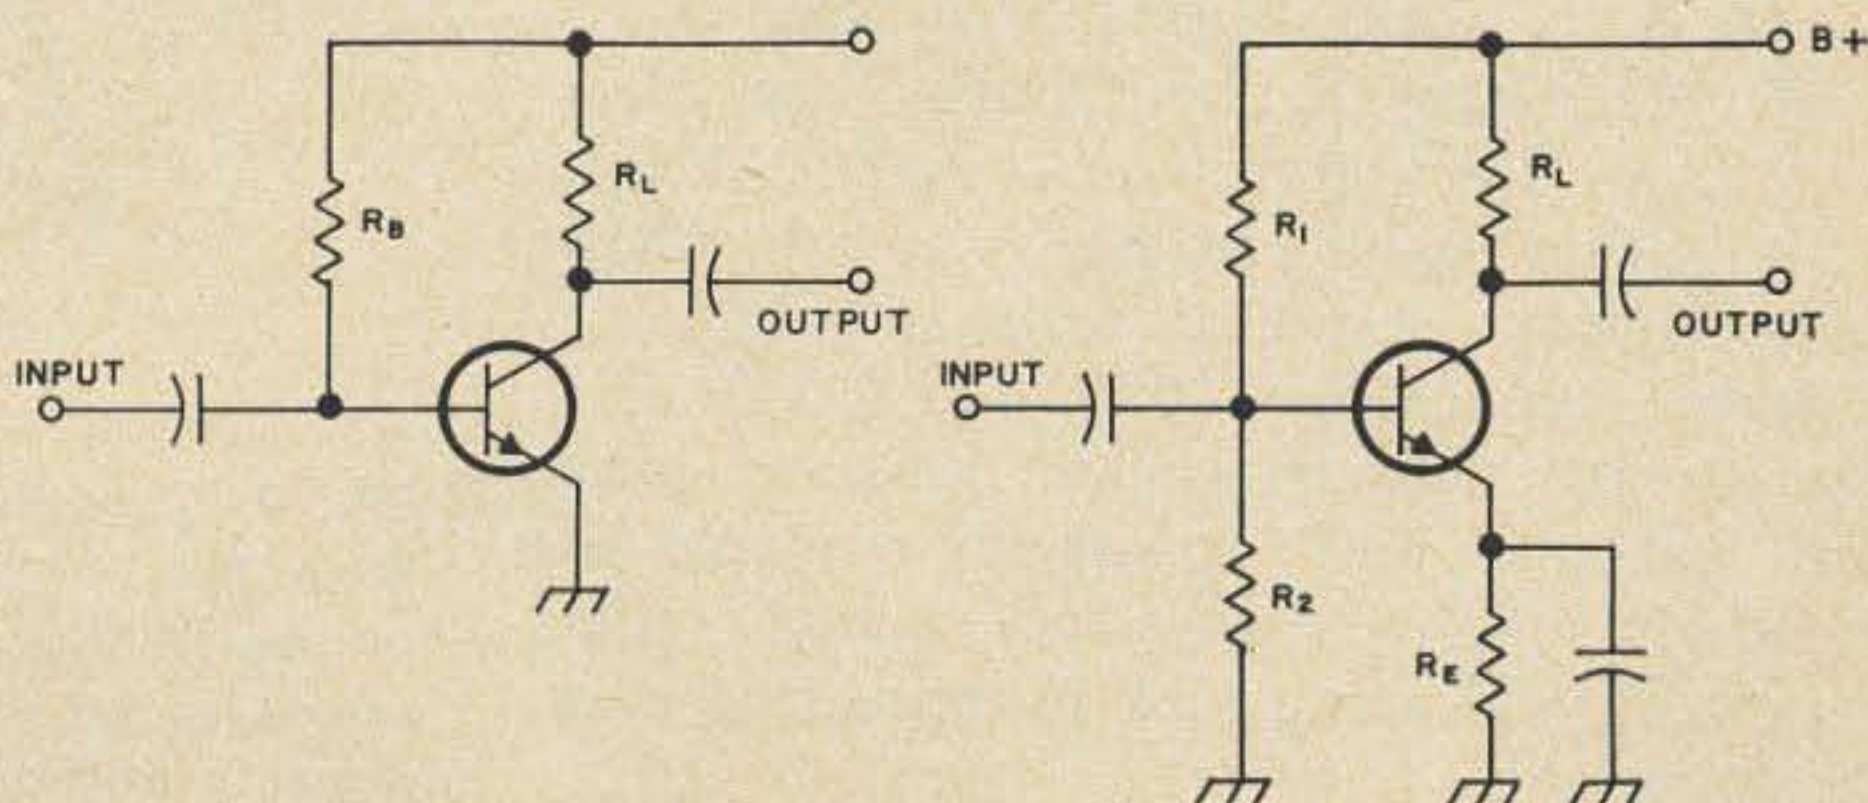 B+
RL
RL
RB
R1
OUTPUT
OUTPUT
INPUT
INPUT
R2
RE